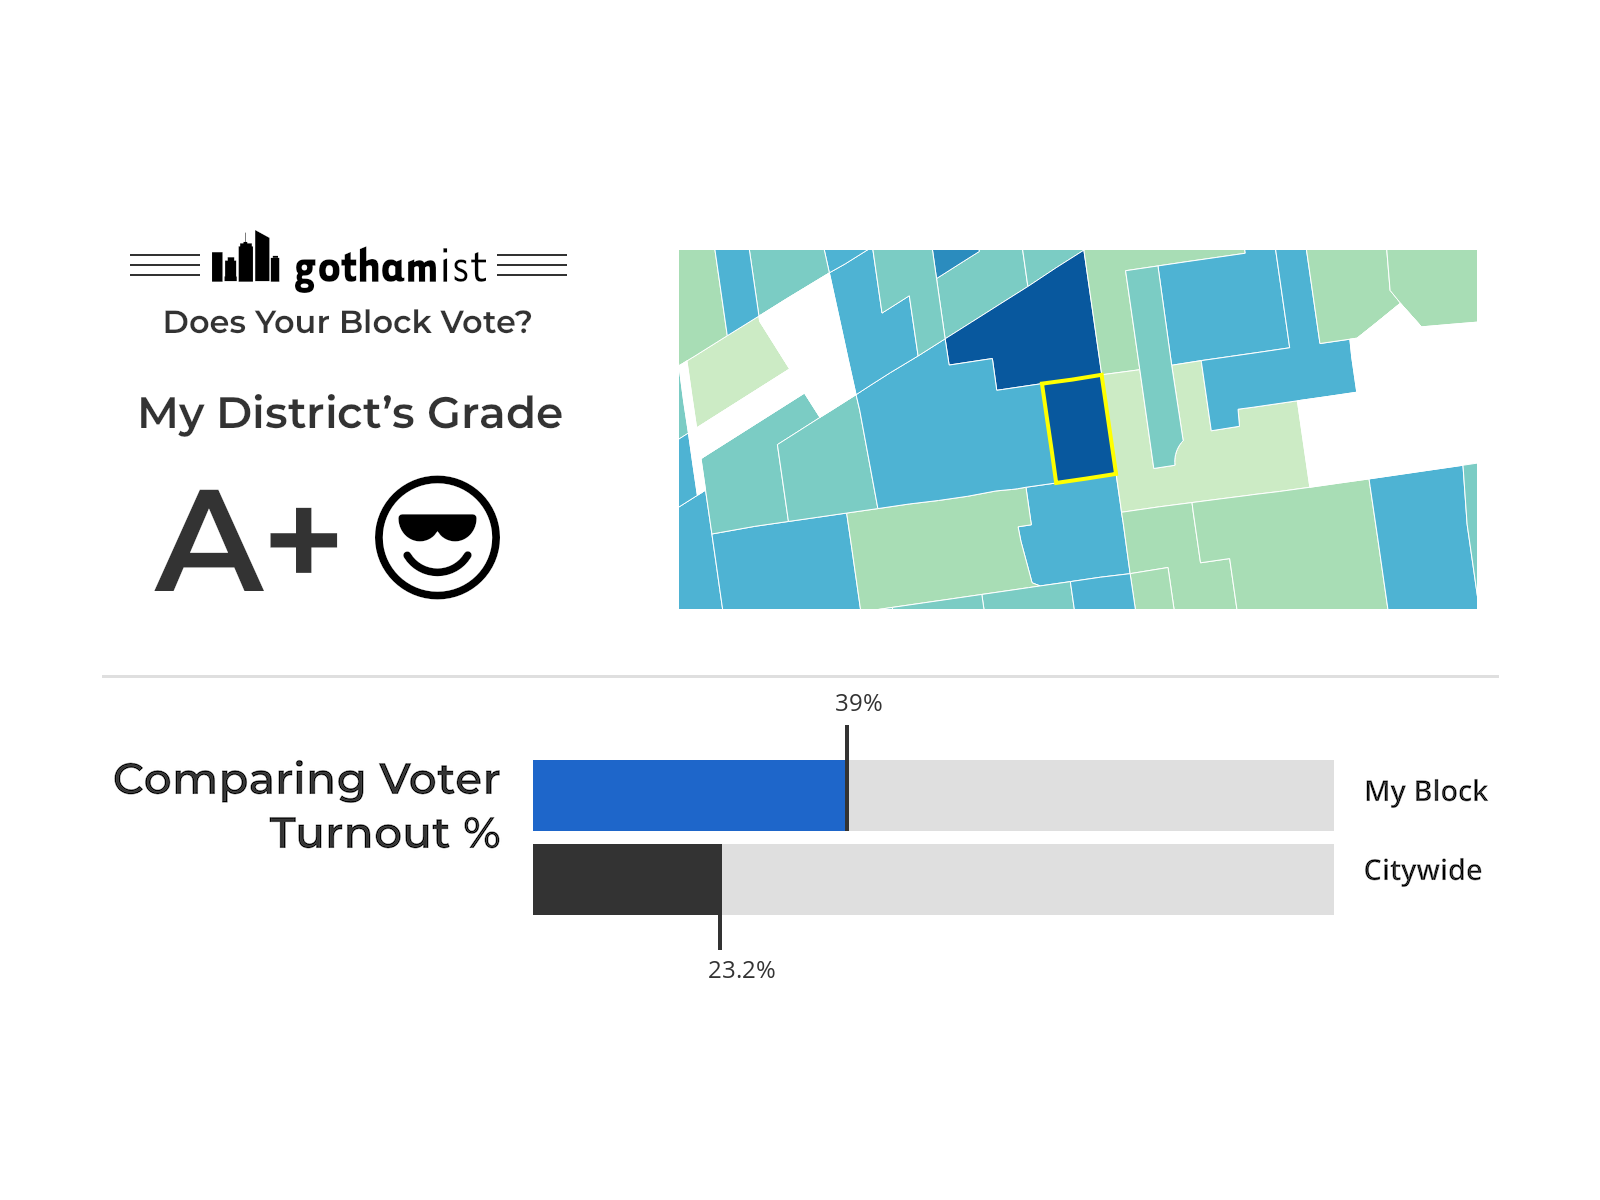 gothamist
Does Your Block Vote?
My District’s Grade
A+
39%
Comparing Voter
Turnout %
My Block
Citywide
23.2%